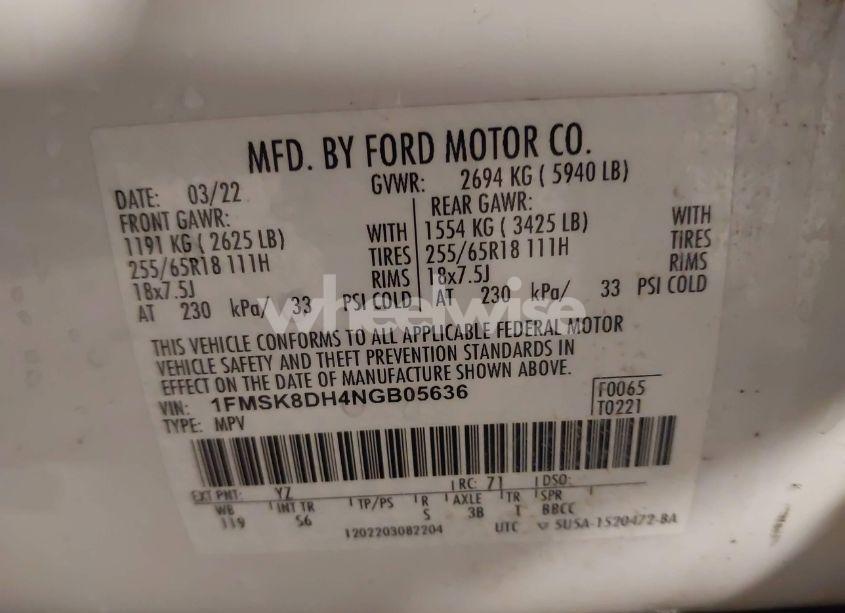 MFD. BY FORD MOTOR CO.
DATE: 03/22 GVWR: 2694 KG ( 5940 LB)
FRONT GAWR: REAR GAWR:
1191 KG ( 2625 LB) WITH 1554 KG ( 3425 LB) WITH
255/65R18 111H TIRES 255/65R18 111H TIRES
18x7.5J RIMS 18x7.5J RIMS
AT 230 kPa/ 33 PSI COLD AT 230 kPa/ 33 PSI COLD
wheelwise
THIS VEHICLE CONFORMS TO ALL APPLICABLE FEDERAL MOTOR
VEHICLE SAFETY AND THEFT PREVENTION STANDARDS IN
EFFECT ON THE DATE OF MANUFACTURE SHOWN ABOVE.
VIN: 1FMSK8DH4NGB05636 F0065
TYPE: MPV T0221
EXT PNT: YZ RC: 71 DSO:
WB INT TR TP/PS R AXLE TR SPR
119 S6 S 3B T BBCC
1202203082204 UTC 5U5A-1520472-BA